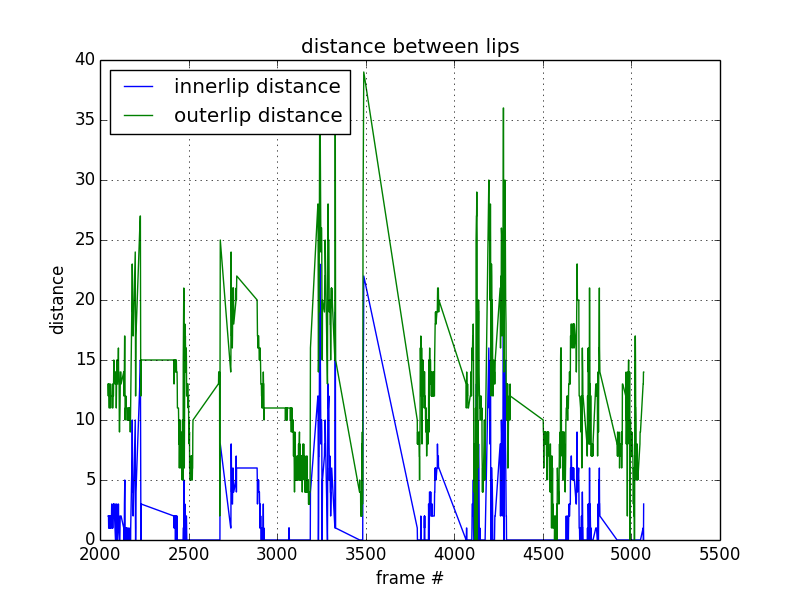 distance between lips
innerlip distance
outerlip distance
40
35
30
25
20
15
10
5
0
distance
2000 2500 3000 3500 4000 4500 5000 5500
frame #